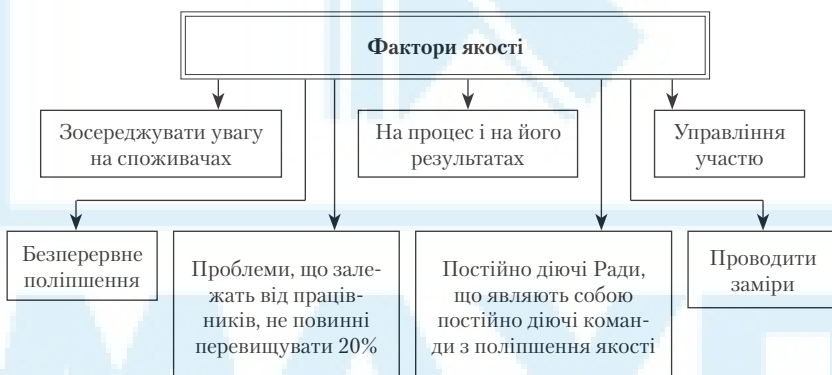 Фактори якості
Зосереджувати увагу
на споживачах
На процес і на його
результатах
Управління
участю
Безперервне
поліпшення
Проблеми, що зале-
жать від праців-
ників, не повинні
перевищувати 20%
Постійно діючі Ради,
що являють собою
постійно діючі коман-
ди з поліпшення якості
Проводити
заміри